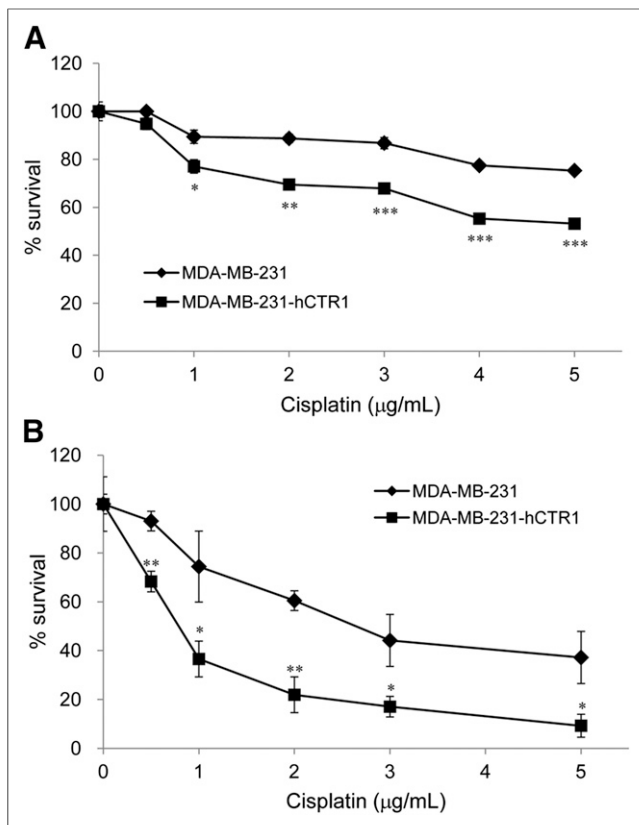 A
120
100
80
60
40
20
0
% survival
* ** *** *** ***
MDA-MB-231
MDA-MB-231-hCTR1
0 1 2 3 4 5
Cisplatin (μg/mL)
B
120
100
80
60
40
20
0
% survival
MDA-MB-231
MDA-MB-231-hCTR1
** * ** * *
0 1 2 3 4 5
Cisplatin (μg/mL)